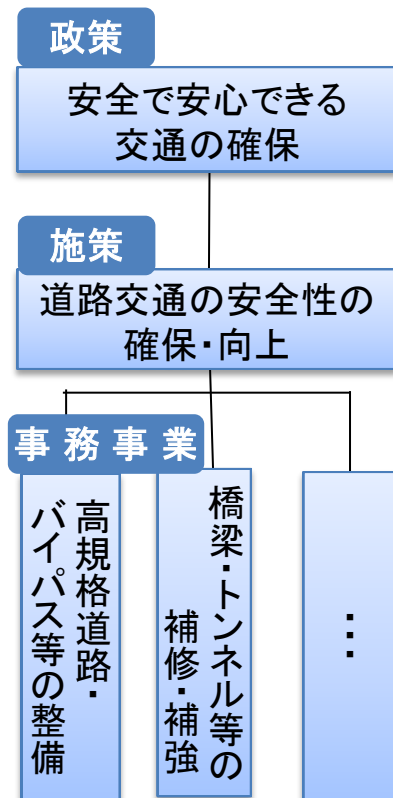 政策
安全で安心できる
交通の確保
施策
道路交通の安全性の
確保・向上
事務事業
高規格道路・
バイパス等の整備
橋梁・トンネル等の
補修・補強
…